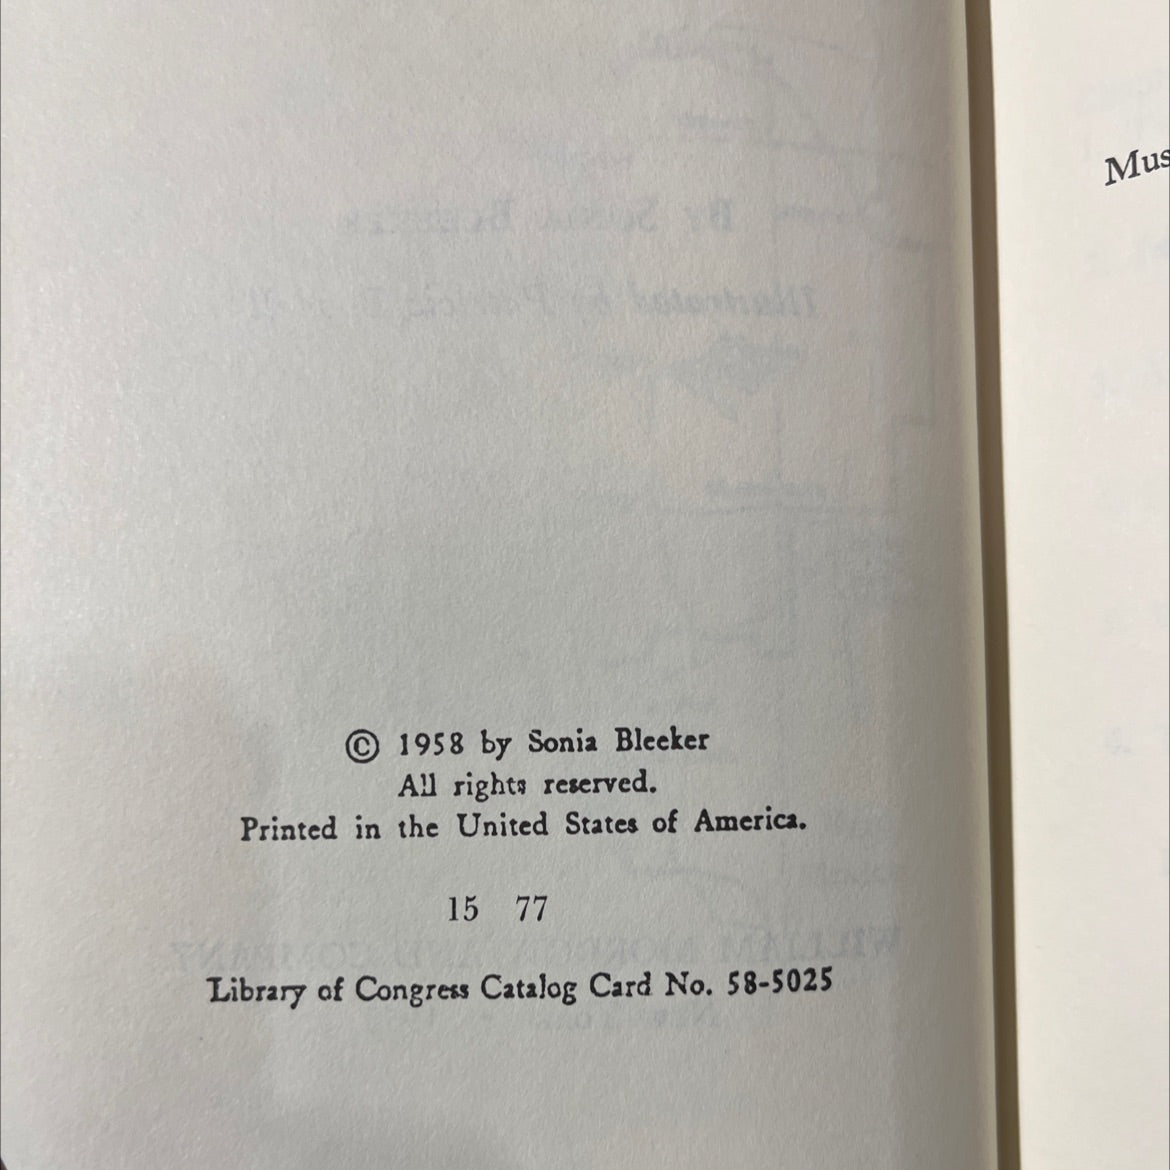 © 1958 by Sonia Bleeker
All rights reserved.
Printed in the United States of America.
15 77
Library of Congress Catalog Card No. 58-5025
Mus